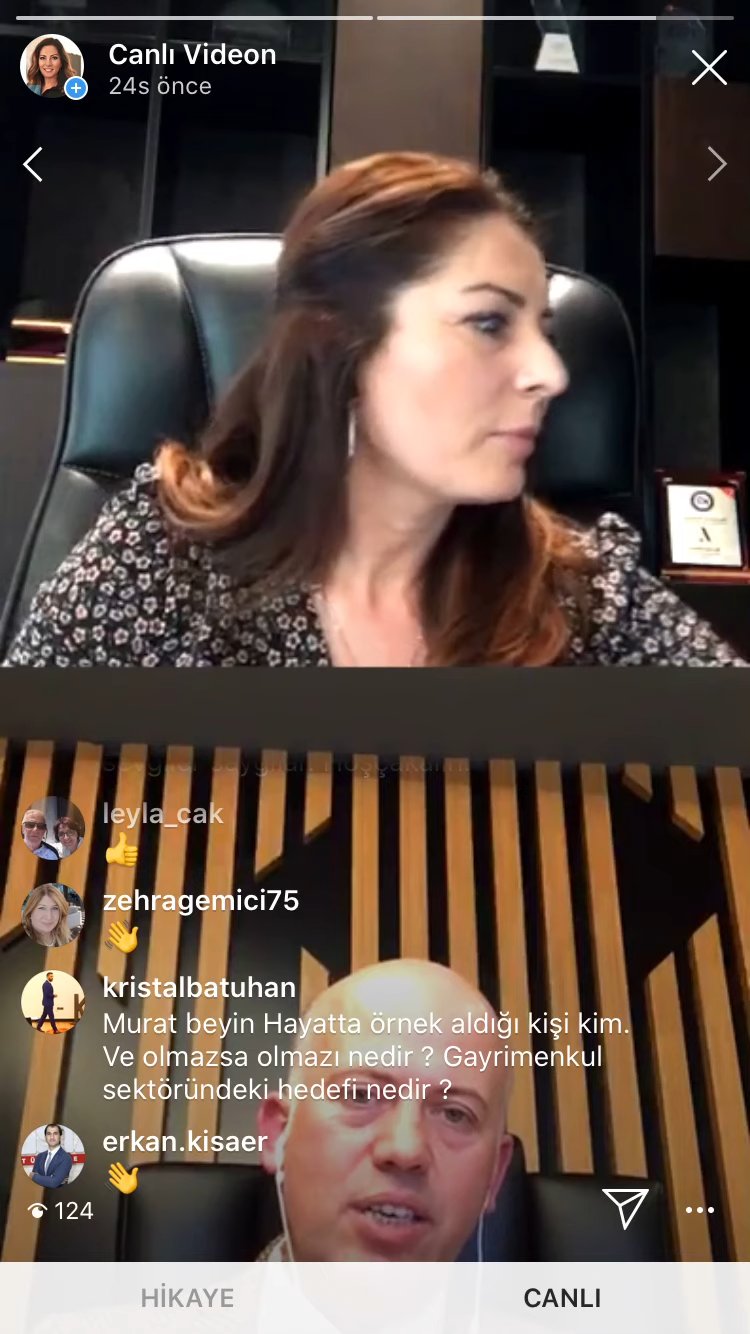 Canlı Videon
24s önce
leyla_cak
👍
zehragemici75
👋
kristalbatuhan
Murat beyin Hayatta örnek aldığı kişi kim.
Ve olmazsa olmazı nedir ? Gayrimenkul
sektöründeki hedefi nedir ?
erkan.kisaer
👋
124
HİKAYE
CANLI